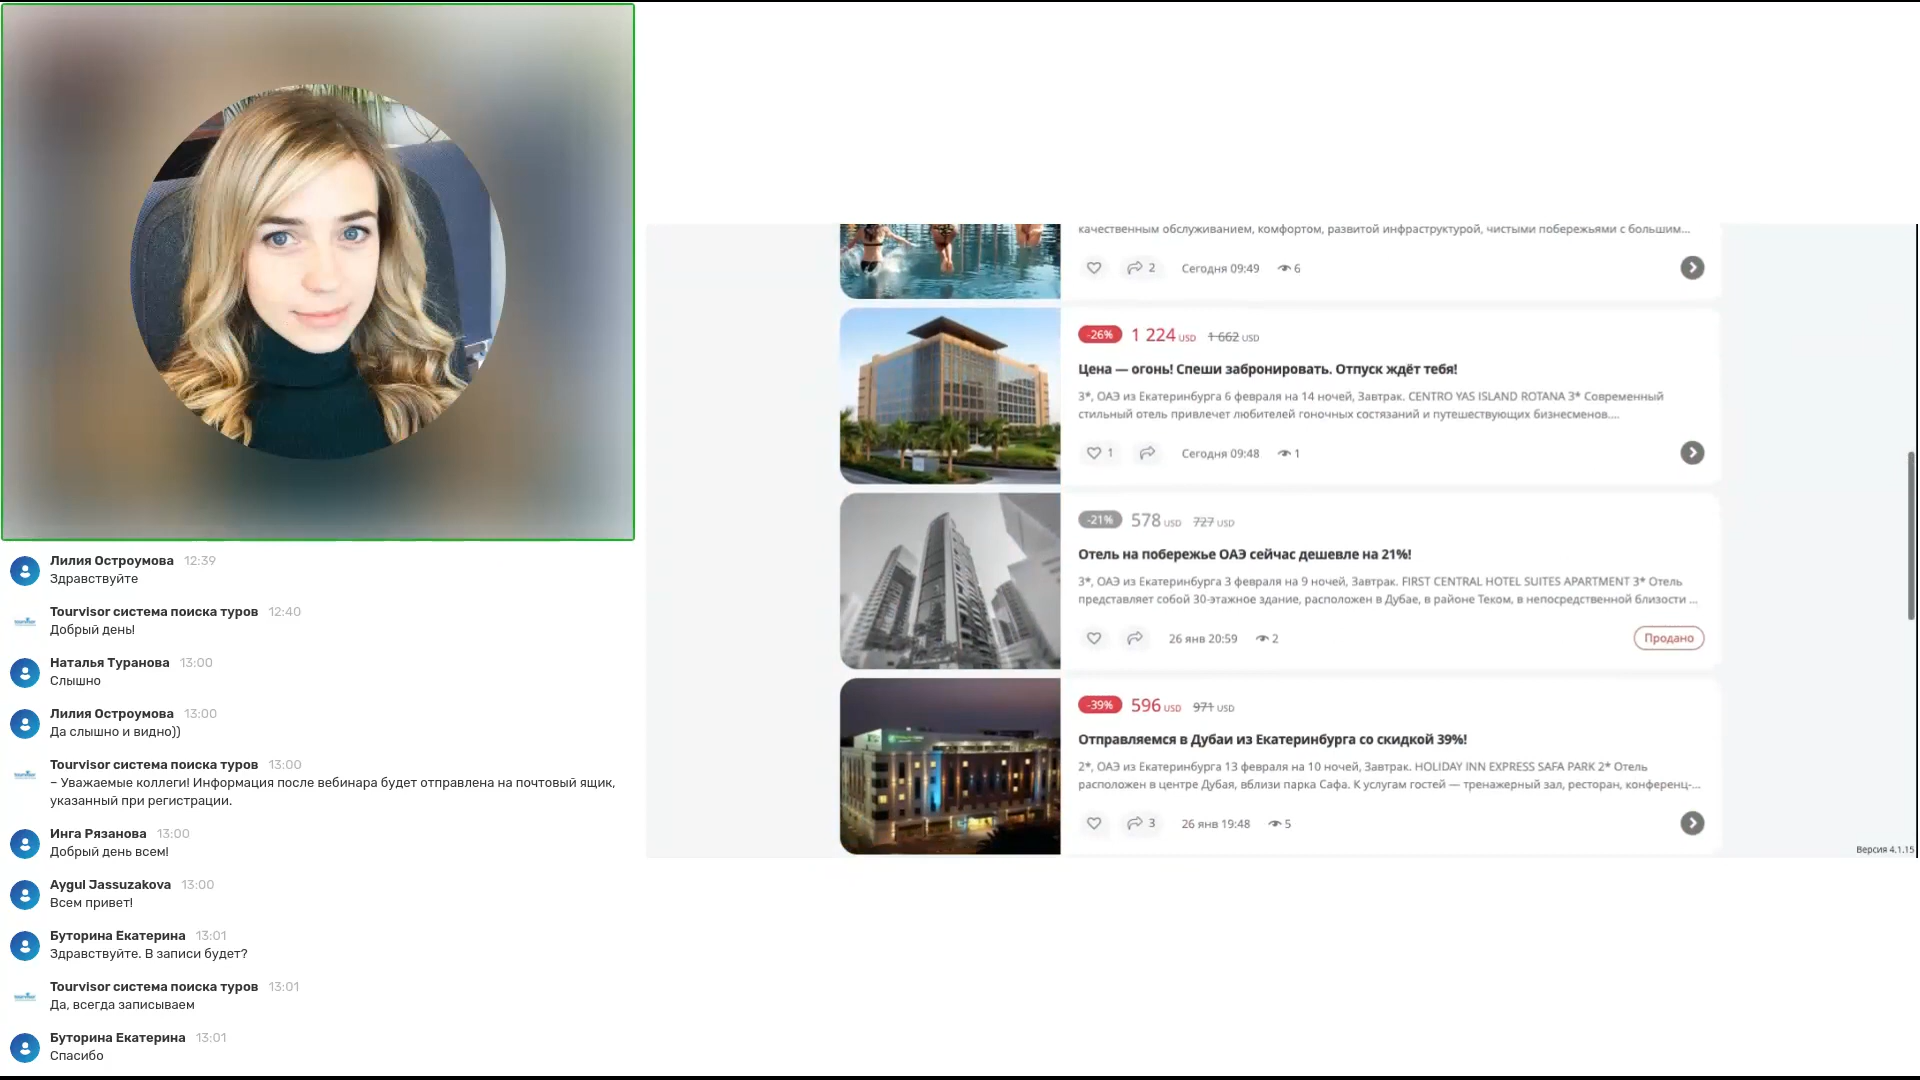 Лилия Остроумова 12:39
Здравствуйте
Tourvisor система поиска туров 12:40
Добрый день!
Наталья Туранова 13:00
Слышно
Лилия Остроумова 13:00
Да слышно и видно))
Tourvisor система поиска туров 13:00
– Уважаемые коллеги! Информация после вебинара будет отправлена на почтовый ящик,
указанный при регистрации.
Инга Рязанова 13:00
Добрый день всем!
Aygul Jassuzakova 13:00
Всем привет!
Буторина Екатерина 13:01
Здравствуйте. В записи будет?
Tourvisor система поиска туров 13:01
Да, всегда записываем
Буторина Екатерина 13:01
Спасибо
качественным обслуживанием, комфортом, развитой инфраструктурой, чистыми побережьями с большим...
2 Сегодня 09:49 6
-26% 1 224 USD 1 662 USD
Цена — огонь! Спеши забронировать. Отпуск ждёт тебя!
3*, ОАЭ из Екатеринбурга 6 февраля на 14 ночей, Завтрак. CENTRO YAS ISLAND ROTANA 3* Современный
стильный отель привлечет любителей гоночных состязаний и путешествующих бизнесменов....
1 Сегодня 09:48 1
-21% 578 USD 727 USD
Отель на побережье ОАЭ сейчас дешевле на 21%!
3*, ОАЭ из Екатеринбурга 3 февраля на 9 ночей, Завтрак. FIRST CENTRAL HOTEL SUITES APARTMENT 3* Отель
представляет собой 30-этажное здание, расположен в Дубае, в районе Теком, в непосредственной близости ...
26 янв 20:59 2 Продано
-39% 596 USD 971 USD
Отправляемся в Дубаи из Екатеринбурга со скидкой 39%!
2*, ОАЭ из Екатеринбурга 13 февраля на 10 ночей, Завтрак. HOLIDAY INN EXPRESS SAFA PARK 2* Отель
расположен в центре Дубая, вблизи парка Сафа. К услугам гостей — тренажерный зал, ресторан, конференц-...
3 26 янв 19:48 5
Версия 4.1.15